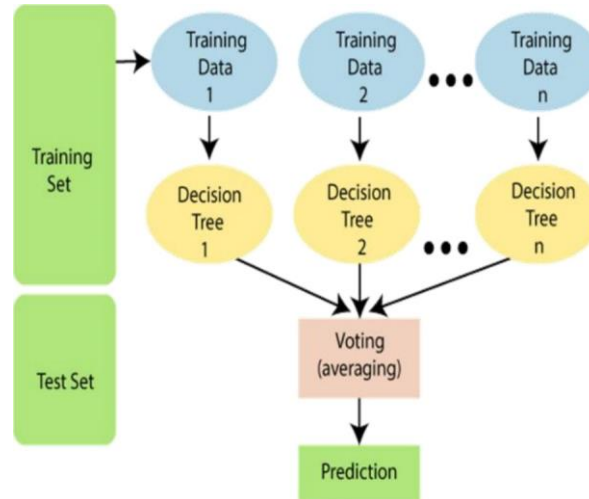 Training
Set
Training
Data
1
Training
Data
2
Training
Data
n
Decision
Tree
1
Decision
Tree
2
Decision
Tree
n
Test Set
Voting
(averaging)
Prediction